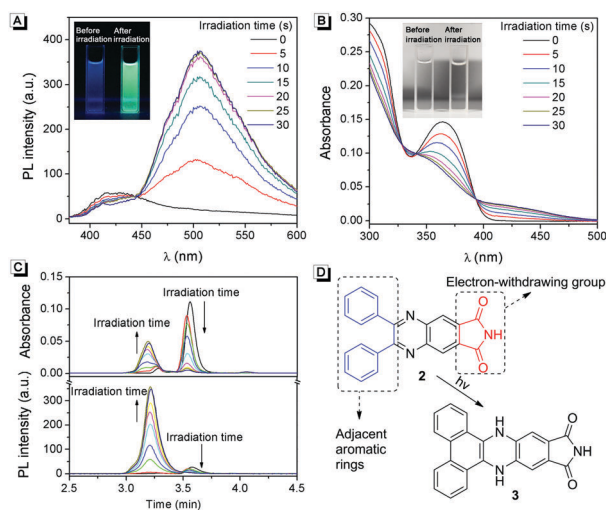 A
Before irradiation
After irradiation
Irradiation time (s)
0
5
10
15
20
25
30
PL intensity (a.u.)
400
300
200
100
0
400
450
500
550
600
λ (nm)
B
Before irradiation
After irradiation
Irradiation time (s)
0
5
10
15
20
25
30
Absorbance
0.30
0.25
0.20
0.15
0.10
0.05
0.00
300
350
400
450
500
λ (nm)
C
Irradiation time
Irradiation time
Absorbance
0.15
0.10
0.05
0.00
Irradiation time
Irradiation time
PL intensity (a.u.)
300
200
100
0
2.5
3.0
3.5
4.0
4.5
Time (min)
D
Electron-withdrawing group
N
N
O
NH
O
2
hv
Adjacent
aromatic
rings
H
N
N
H
O
NH
O
3